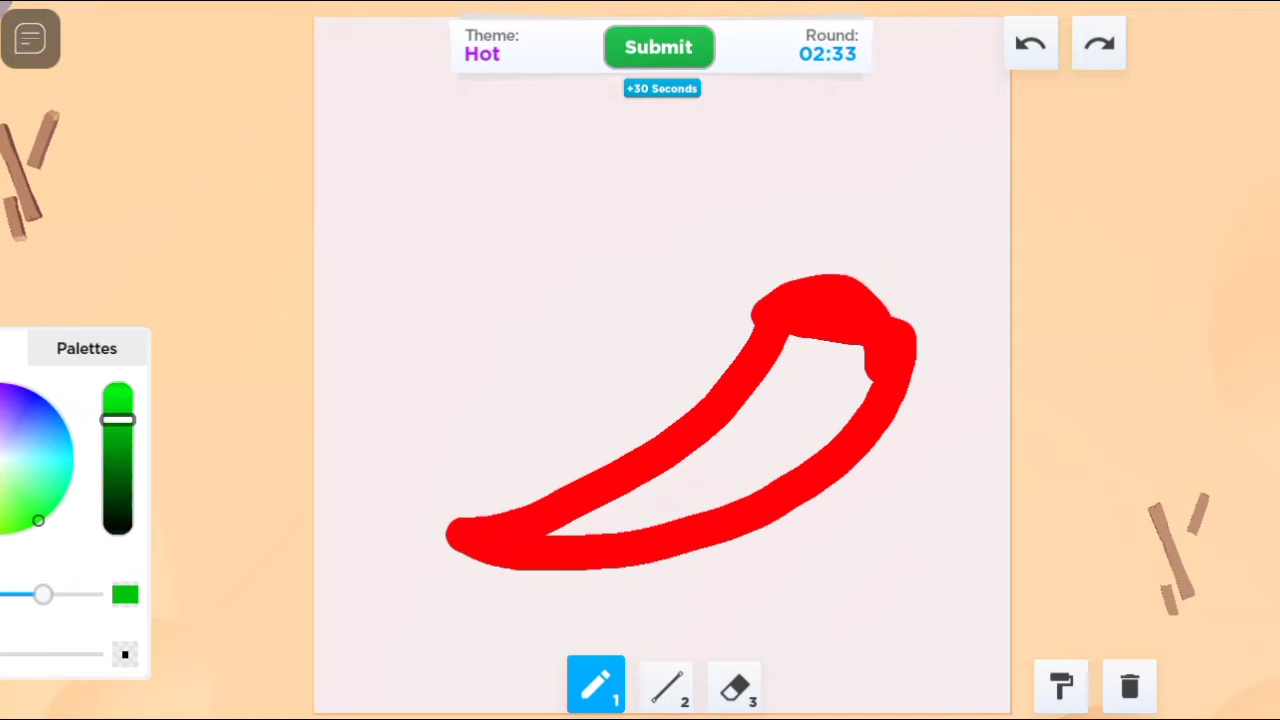 Theme:
Hot
Submit
Round:
02:33
+30 Seconds
Palettes
1
2
3